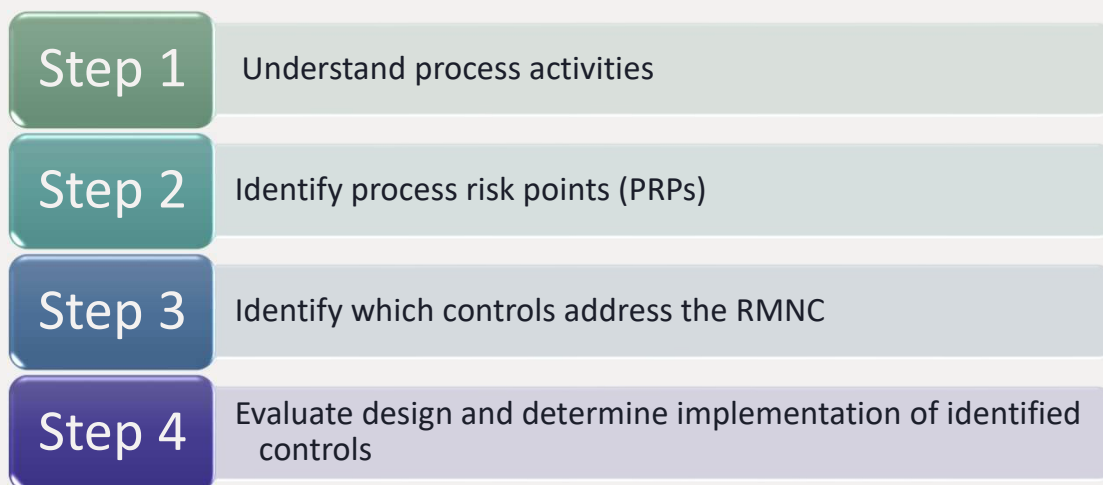 Step 1
Understand process activities
Step 2
Identify process risk points (PRPs)
Step 3
Identify which controls address the RMNC
Step 4
Evaluate design and determine implementation of identified
controls